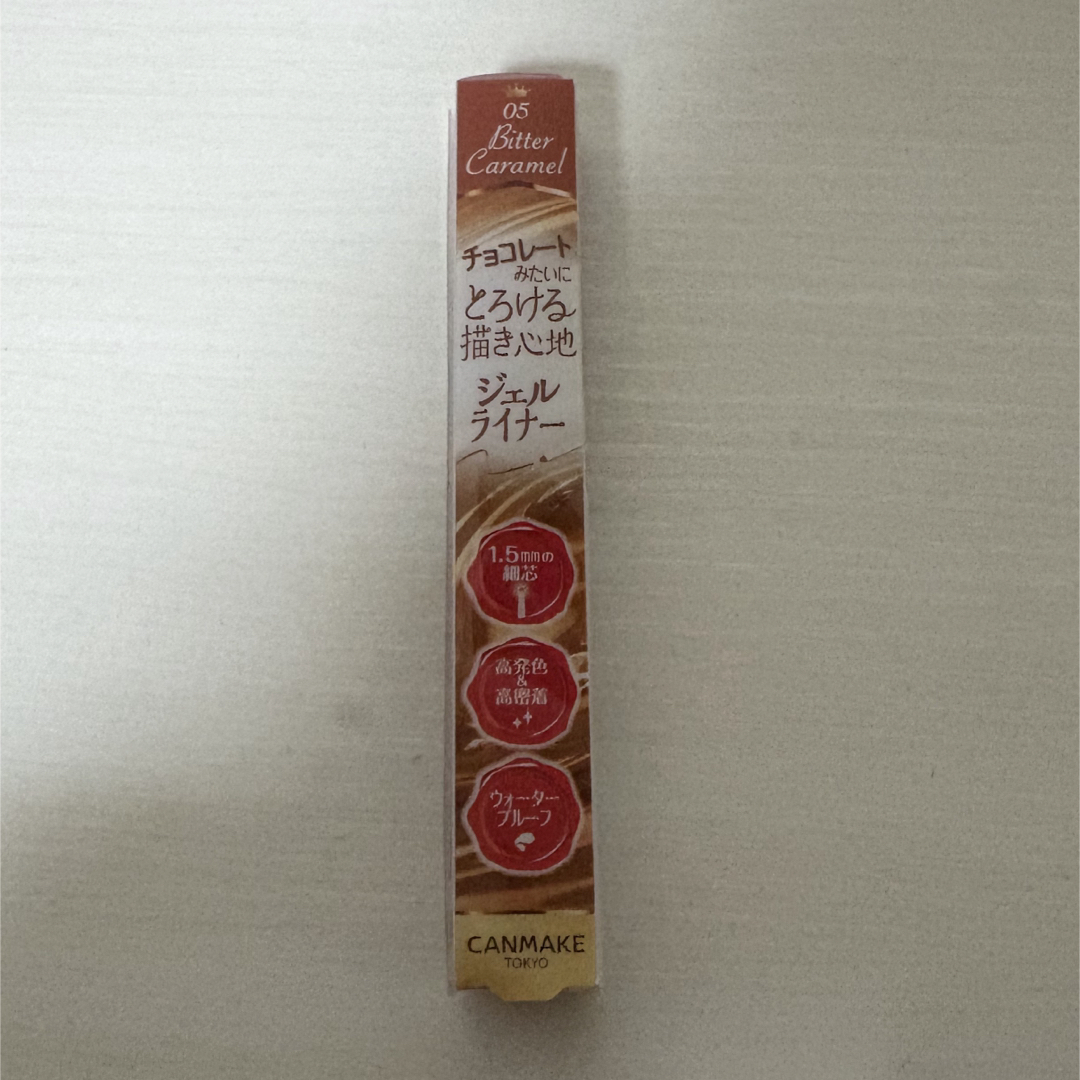 05
Bitter
Caramel
チョコレート
みたいに
とろける
描き心地
ジェル
ライナー
1.5mmの
細芯
高発色
&
高密着
ウォーター
プルーフ
CANMAKE
TOKYO